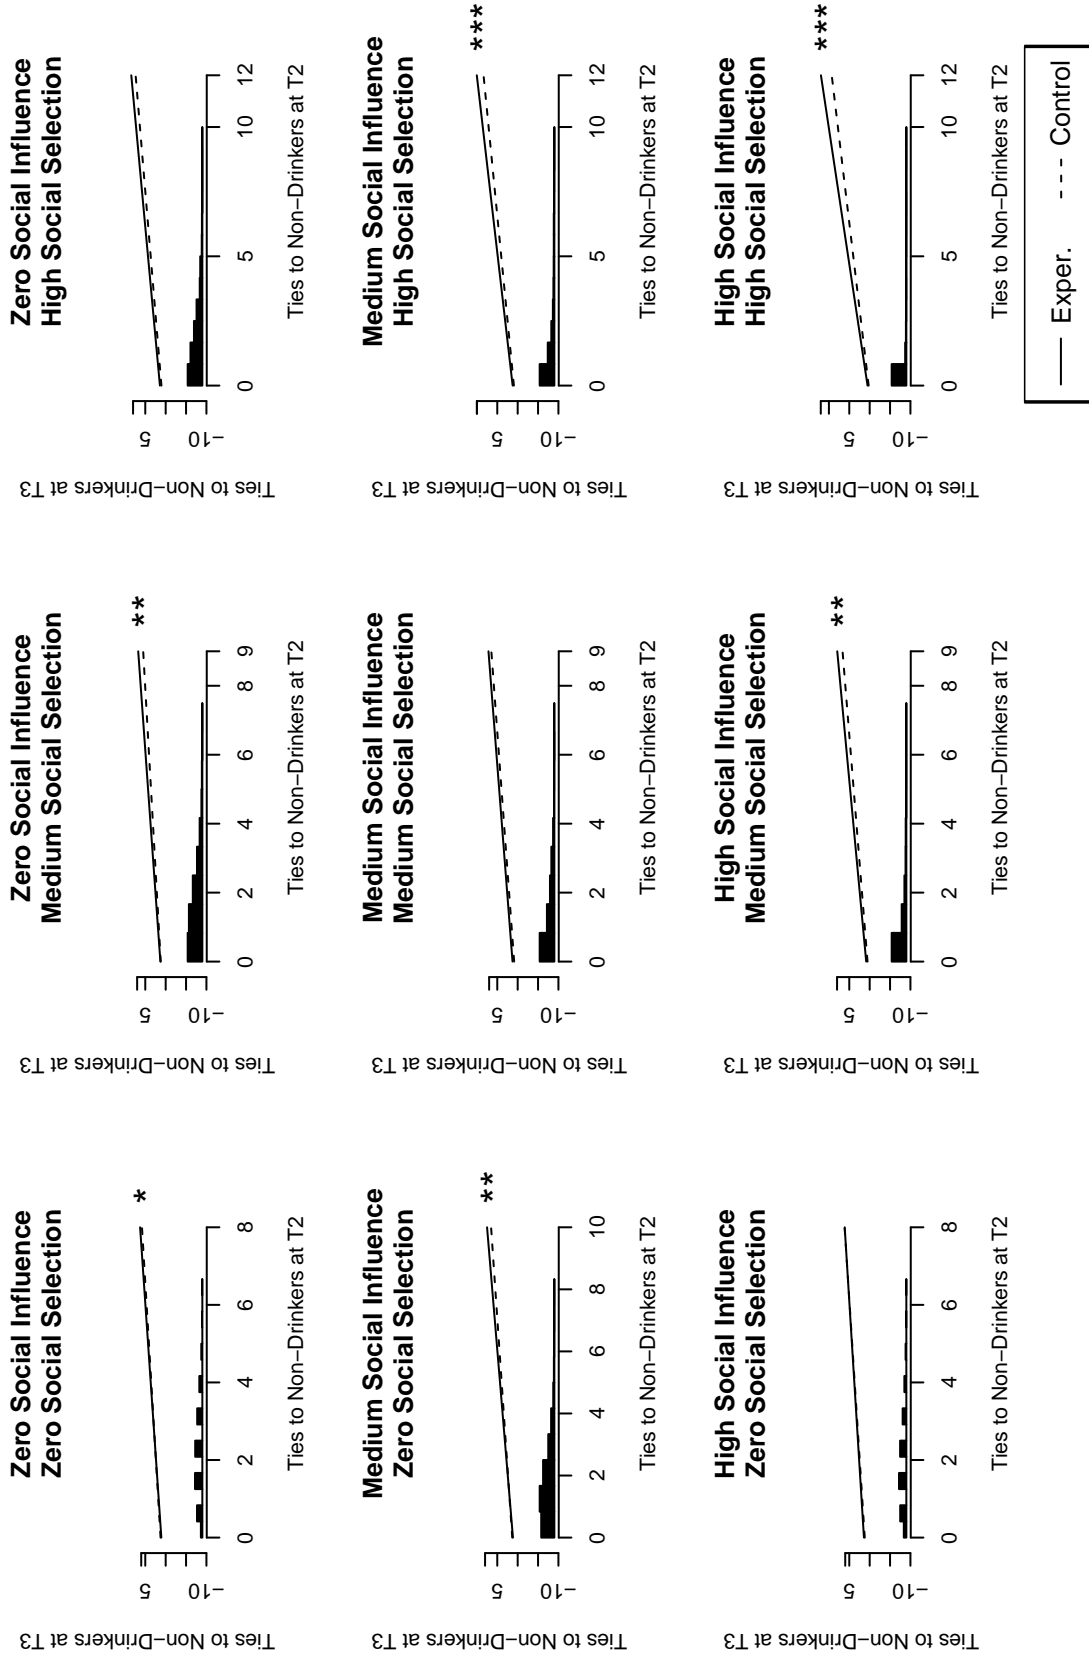 Zero Social Influence
Zero Social Selection
*
Ties to Non−Drinkers at T3
−10 5
0 2 4 6 8
Ties to Non−Drinkers at T2
Zero Social Influence
Medium Social Selection
**
Ties to Non−Drinkers at T3
−10 5
0 2 4 6 8 9
Ties to Non−Drinkers at T2
Zero Social Influence
High Social Selection
Ties to Non−Drinkers at T3
−10 5
0 5 10 12
Ties to Non−Drinkers at T2
Medium Social Influence
Zero Social Selection
**
Ties to Non−Drinkers at T3
−10 5
0 2 4 6 8 10
Ties to Non−Drinkers at T2
Medium Social Influence
Medium Social Selection
Ties to Non−Drinkers at T3
−10 5
0 2 4 6 8 9
Ties to Non−Drinkers at T2
Medium Social Influence
High Social Selection
***
Ties to Non−Drinkers at T3
−10 5
0 5 10 12
Ties to Non−Drinkers at T2
High Social Influence
Zero Social Selection
Ties to Non−Drinkers at T3
−10 5
0 2 4 6 8
Ties to Non−Drinkers at T2
High Social Influence
Medium Social Selection
**
Ties to Non−Drinkers at T3
−10 5
0 2 4 6 8 9
Ties to Non−Drinkers at T2
High Social Influence
High Social Selection
***
Ties to Non−Drinkers at T3
−10 5
0 5 10 12
Ties to Non−Drinkers at T2
Exper. Control